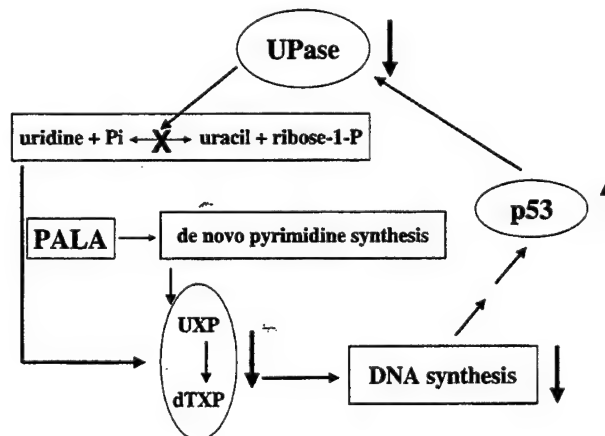 UPase
uridine + Pi X uracil + ribose-1-P
p53
PALA
de novo pyrimidine synthesis
UXP
dTXP
DNA synthesis